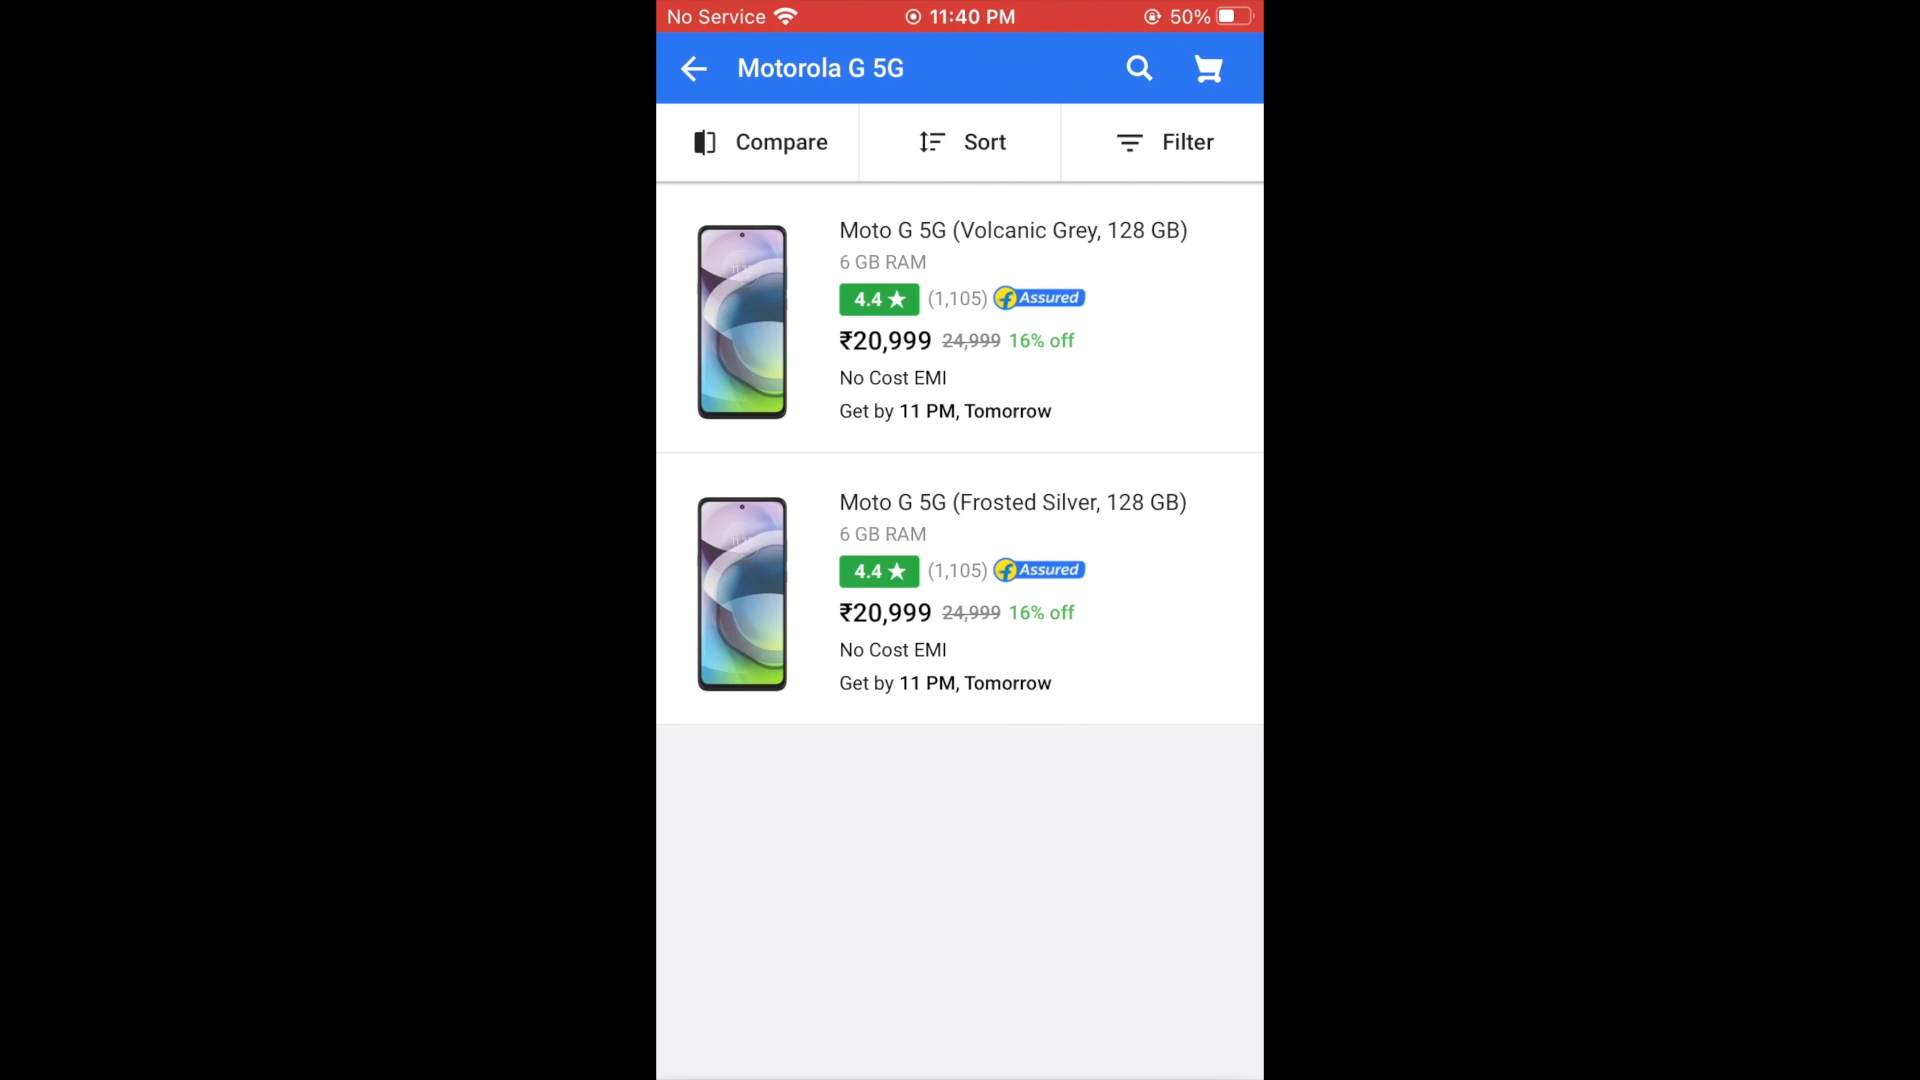 No Service 11:40 PM 50%
Motorola G 5G
Compare Sort Filter
Moto G 5G (Volcanic Grey, 128 GB)
6 GB RAM
4.4 ★ (1,105) f Assured
₹20,999 24,999 16% off
No Cost EMI
Get by 11 PM, Tomorrow
Moto G 5G (Frosted Silver, 128 GB)
6 GB RAM
4.4 ★ (1,105) f Assured
₹20,999 24,999 16% off
No Cost EMI
Get by 11 PM, Tomorrow